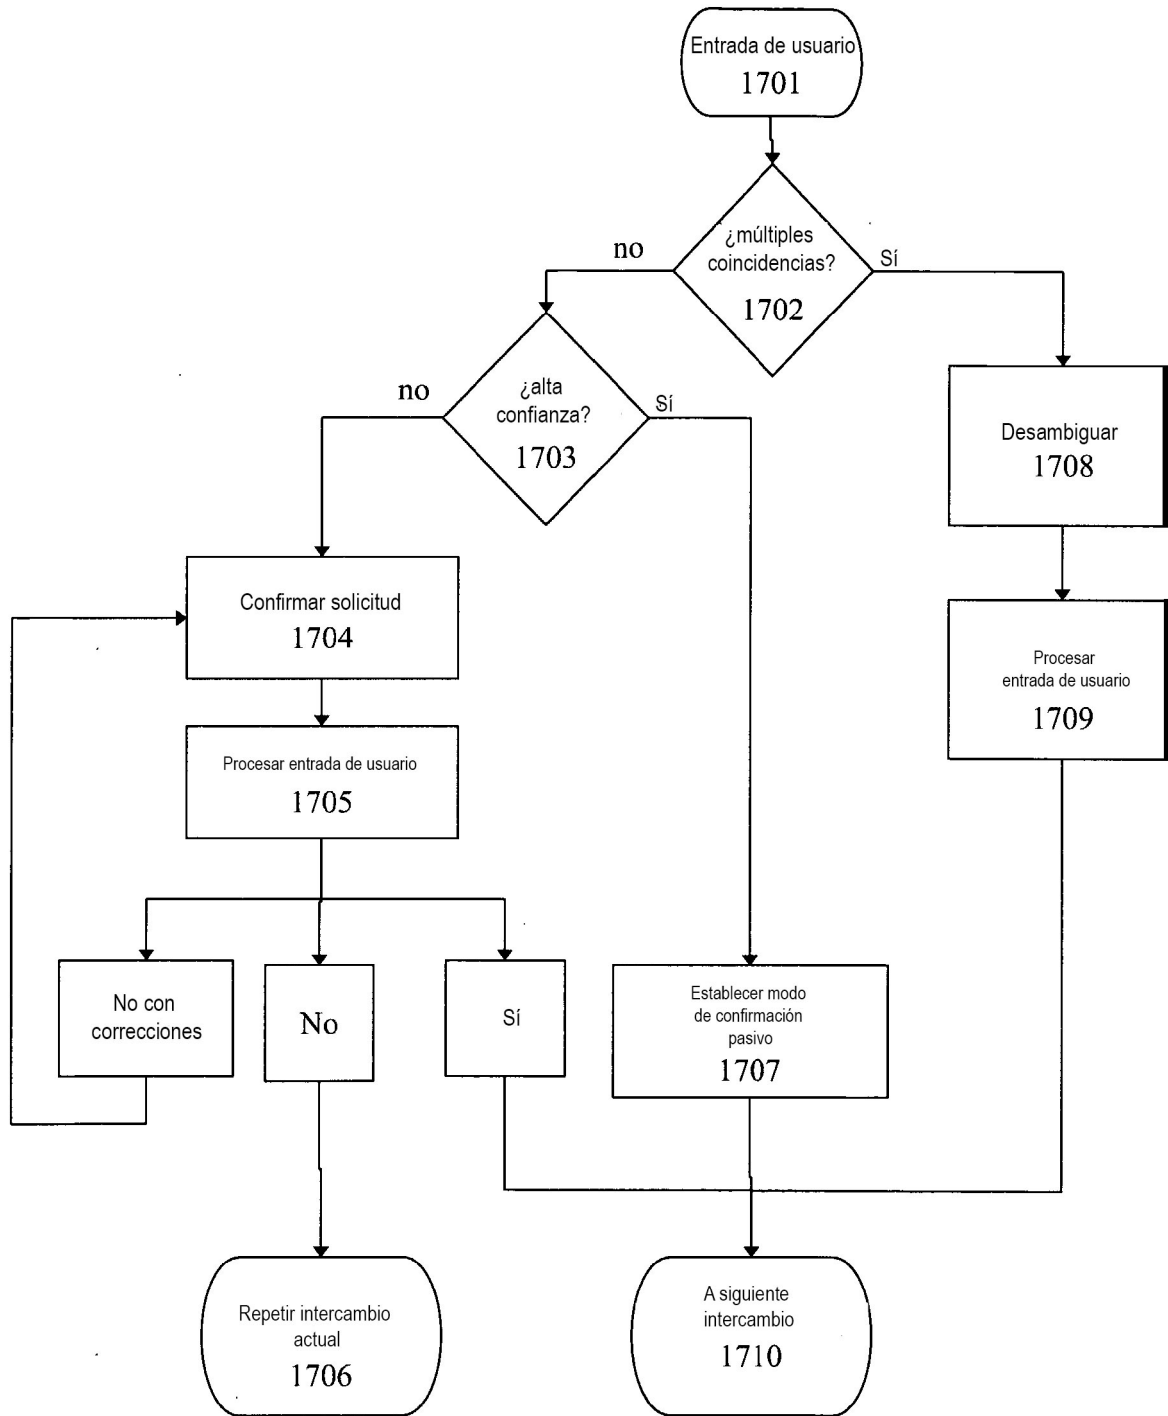 Entrada de usuario
1701
¿múltiples
coincidencias?
1702
no
Sí
¿alta
confianza?
1703
no
Sí
Desambiguar
1708
Confirmar solicitud
1704
Procesar
entrada de usuario
1709
Procesar entrada de usuario
1705
No con
correcciones
No
Sí
Establecer modo
de confirmación
pasivo
1707
Repetir intercambio
actual
1706
A siguiente
intercambio
1710